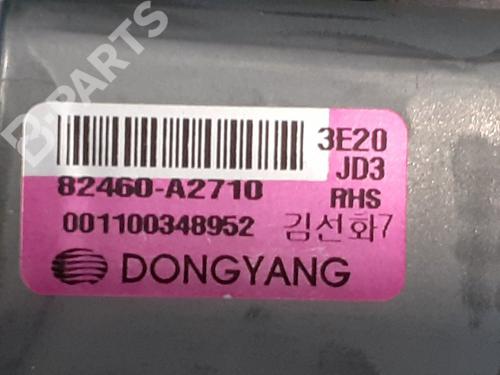 B-PARTS
3E20
JD3
82460-A2710 RHS
001100348952 김선화7
DONGYANG